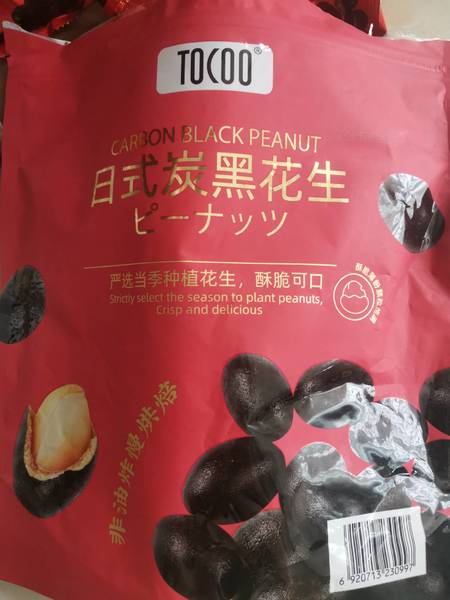 TOCOO®
CARBON BLACK PEANUT
日式炭黑花生
ピーナッツ
严选当季种植花生，酥脆可口
Strictly select the season to plant peanuts,
Crisp and delicious
非油炸慢烘焙
6 920713 230997